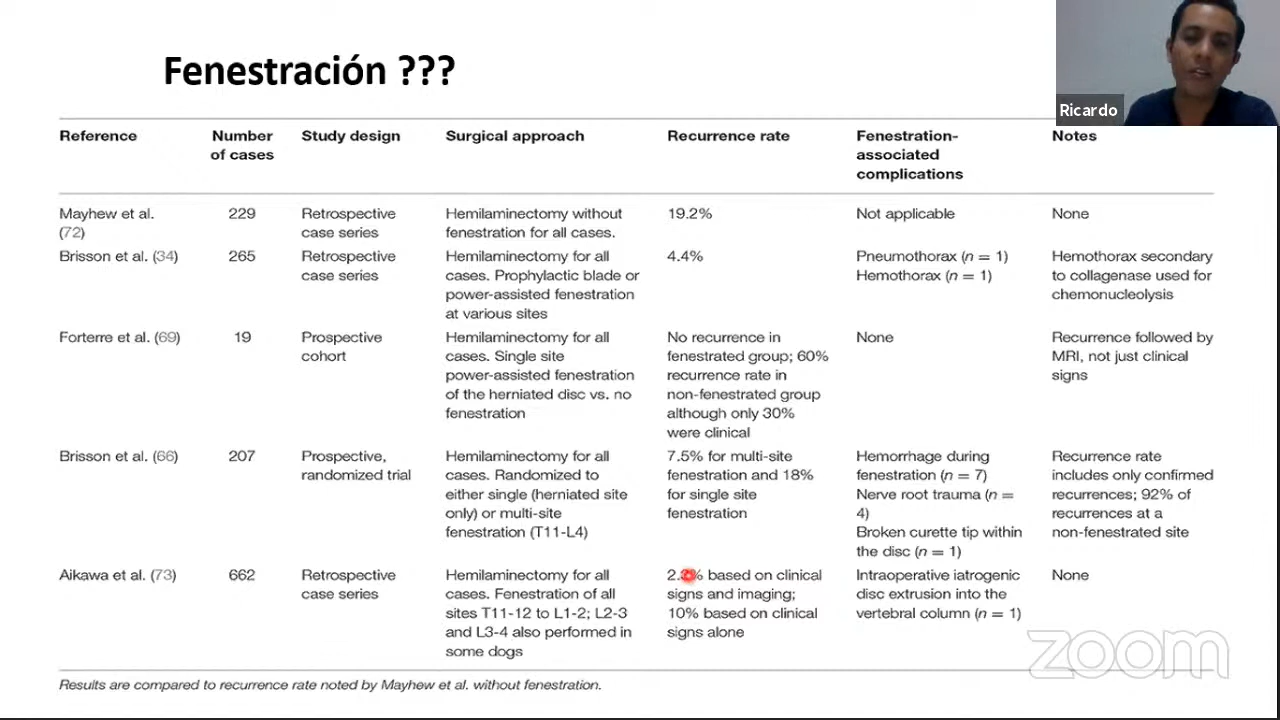 Fenestración ???
Ricardo
Reference Number of cases Study design Surgical approach Recurrence rate Fenestration-associated complications Notes
Mayhew et al. (72) 229 Retrospective case series Hemilaminectomy without fenestration for all cases. 19.2% Not applicable None
Brisson et al. (34) 265 Retrospective case series Hemilaminectomy for all cases. Prophylactic blade or power-assisted fenestration at various sites 4.4% Pneumothorax (n = 1) Hemothorax (n = 1) Hemothorax secondary to collagenase used for chemonucleolysis
Forterre et al. (69) 19 Prospective cohort Hemilaminectomy for all cases. Single site power-assisted fenestration of the herniated disc vs. no fenestration No recurrence in fenestrated group; 60% recurrence rate in non-fenestrated group although only 30% were clinical None Recurrence followed by MRI, not just clinical signs
Brisson et al. (66) 207 Prospective, randomized trial Hemilaminectomy for all cases. Randomized to either single (herniated site only) or multi-site fenestration (T11-L4) 7.5% for multi-site fenestration and 18% for single site fenestration Hemorrhage during fenestration (n = 7) Nerve root trauma (n = 4) Broken curette tip within the disc (n = 1) Recurrence rate includes only confirmed recurrences; 92% of recurrences at a non-fenestrated site
Aikawa et al. (73) 662 Retrospective case series Hemilaminectomy for all cases. Fenestration of all sites T11-12 to L1-2; L2-3 and L3-4 also performed in some dogs based on clinical signs and imaging; 10% based on clinical signs alone Intraoperative iatrogenic disc extrusion into the vertebral column (n = 1) None
Results are compared to recurrence rate noted by Mayhew et al. without fenestration.
zoom